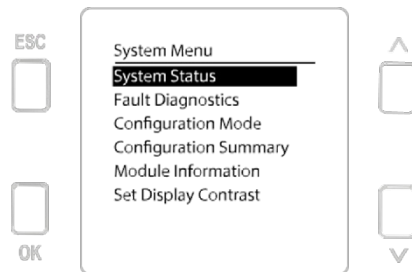 ESC
System Menu
System Status
Fault Diagnostics
Configuration Mode
Configuration Summary
Module Information
Set Display Contrast
OK